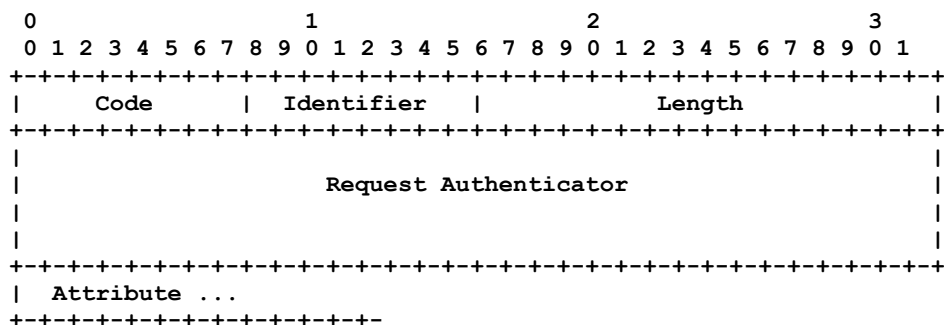 0                   1                   2                   3
 0 1 2 3 4 5 6 7 8 9 0 1 2 3 4 5 6 7 8 9 0 1 2 3 4 5 6 7 8 9 0 1
+-+-+-+-+-+-+-+-+-+-+-+-+-+-+-+-+-+-+-+-+-+-+-+-+-+-+-+-+-+-+-+-+
|     Code      |  Identifier   |            Length             |
+-+-+-+-+-+-+-+-+-+-+-+-+-+-+-+-+-+-+-+-+-+-+-+-+-+-+-+-+-+-+-+-+
|                                                               |
|                     Request Authenticator                     |
|                                                               |
|                                                               |
+-+-+-+-+-+-+-+-+-+-+-+-+-+-+-+-+-+-+-+-+-+-+-+-+-+-+-+-+-+-+-+-+
|  Attribute ...
+-+-+-+-+-+-+-+-+-+-+-+-+-